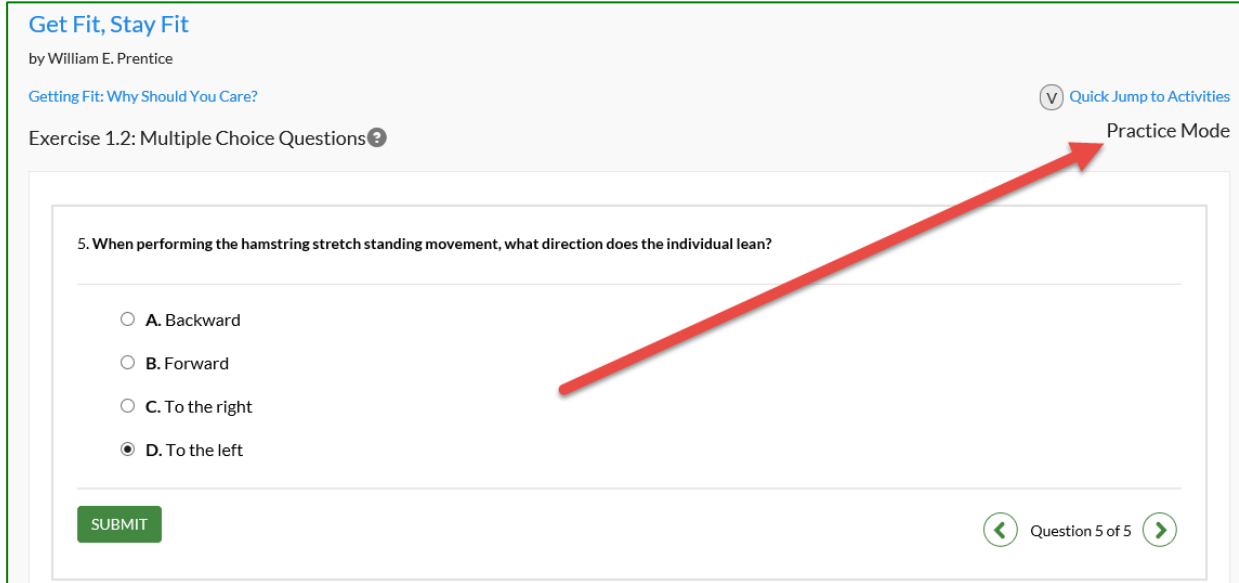 Get Fit, Stay Fit
by William E. Prentice
Getting Fit: Why Should You Care?
V Quick Jump to Activities
Exercise 1.2: Multiple Choice Questions?
Practice Mode
5. When performing the hamstring stretch standing movement, what direction does the individual lean?
A. Backward
B. Forward
C. To the right
D. To the left
SUBMIT
Question 5 of 5